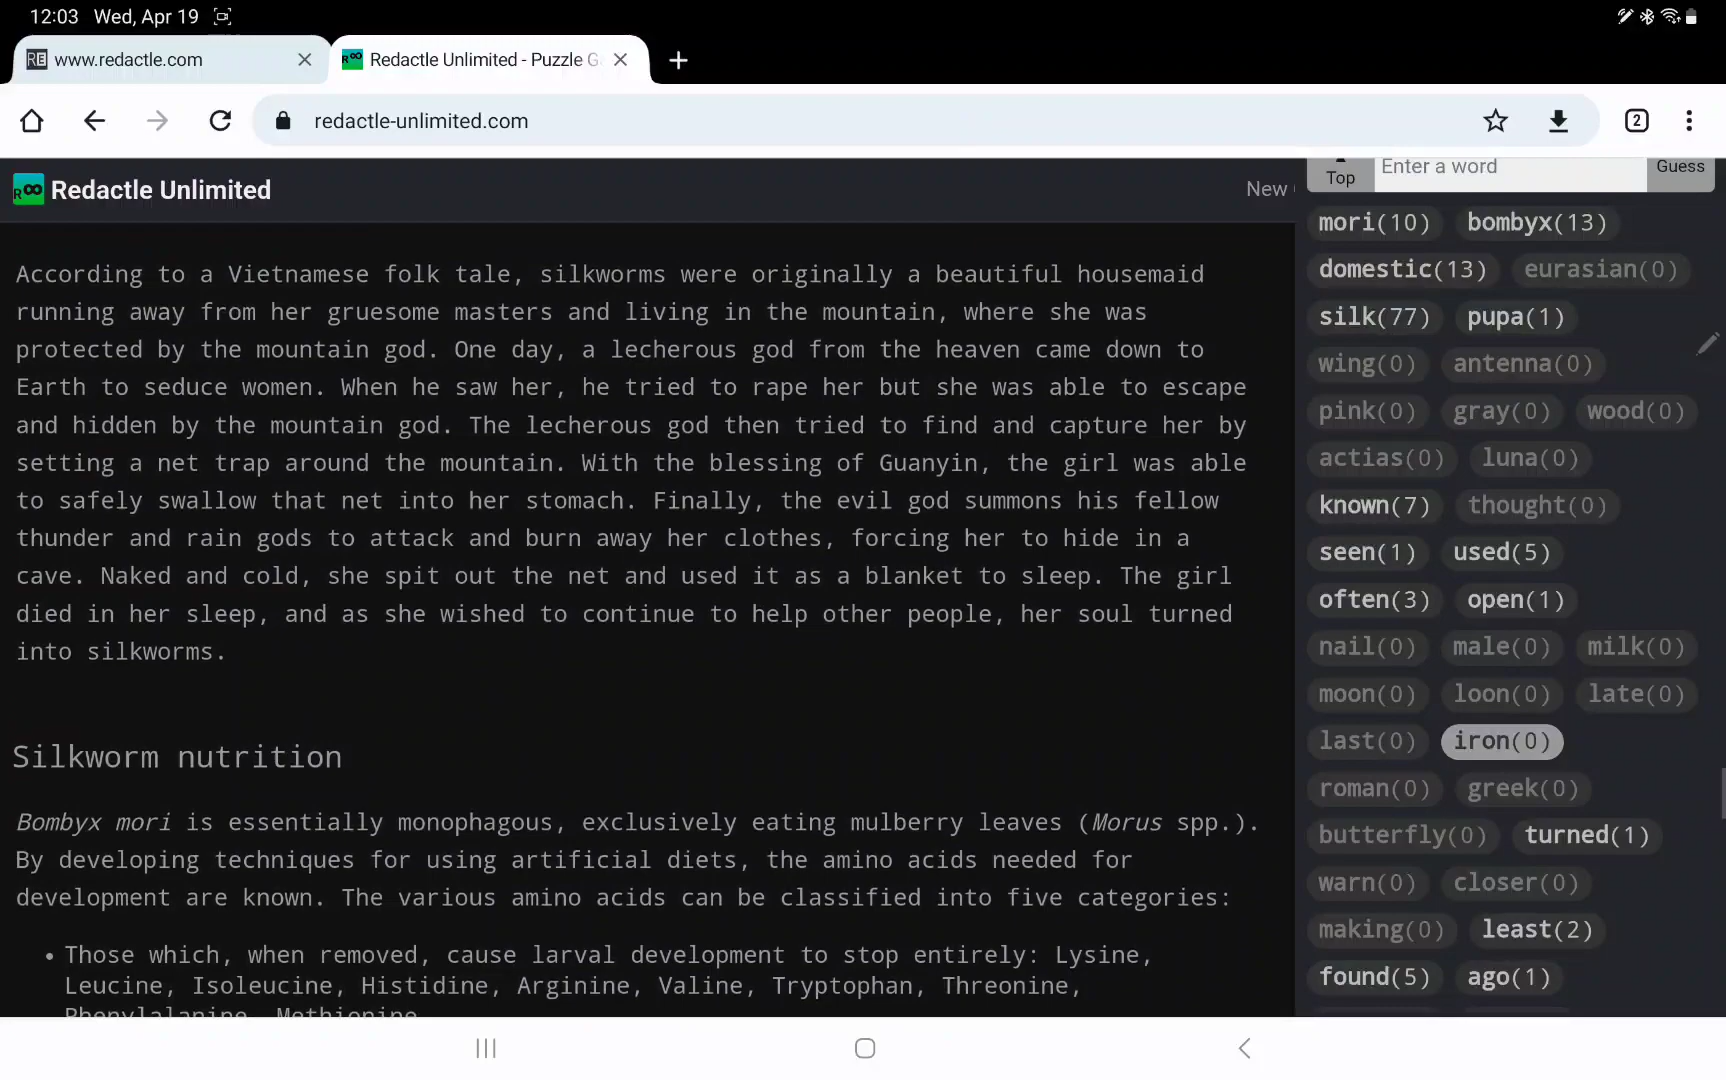 12:03 Wed, Apr 19
www.redactle.com
Redactle Unlimited - Puzzle G
redactle-unlimited.com
2
Redactle Unlimited
New
Top
Enter a word
Guess
According to a Vietnamese folk tale, silkworms were originally a beautiful housemaid
running away from her gruesome masters and living in the mountain, where she was
protected by the mountain god. One day, a lecherous god from the heaven came down to
Earth to seduce women. When he saw her, he tried to rape her but she was able to escape
and hidden by the mountain god. The lecherous god then tried to find and capture her by
setting a net trap around the mountain. With the blessing of Guanyin, the girl was able
to safely swallow that net into her stomach. Finally, the evil god summons his fellow
thunder and rain gods to attack and burn away her clothes, forcing her to hide in a
cave. Naked and cold, she spit out the net and used it as a blanket to sleep. The girl
died in her sleep, and as she wished to continue to help other people, her soul turned
into silkworms.
Silkworm nutrition
Bombyx mori is essentially monophagous, exclusively eating mulberry leaves (Morus spp.).
By developing techniques for using artificial diets, the amino acids needed for
development are known. The various amino acids can be classified into five categories:
• Those which, when removed, cause larval development to stop entirely: Lysine,
Leucine, Isoleucine, Histidine, Arginine, Valine, Tryptophan, Threonine,
Phenylalanine, Methionine
mori(10) bombyx(13)
domestic(13) eurasian(0)
silk(77) pupa(1)
wing(0) antenna(0)
pink(0) gray(0) wood(0)
actias(0) luna(0)
known(7) thought(0)
seen(1) used(5)
often(3) open(1)
nail(0) male(0) milk(0)
moon(0) loon(0) late(0)
last(0) iron(0)
roman(0) greek(0)
butterfly(0) turned(1)
warn(0) closer(0)
making(0) least(2)
found(5) ago(1)